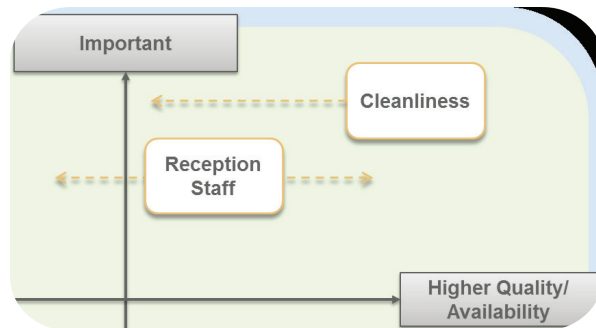 Important
Cleanliness
Reception
Staff
Higher Quality/
Availability